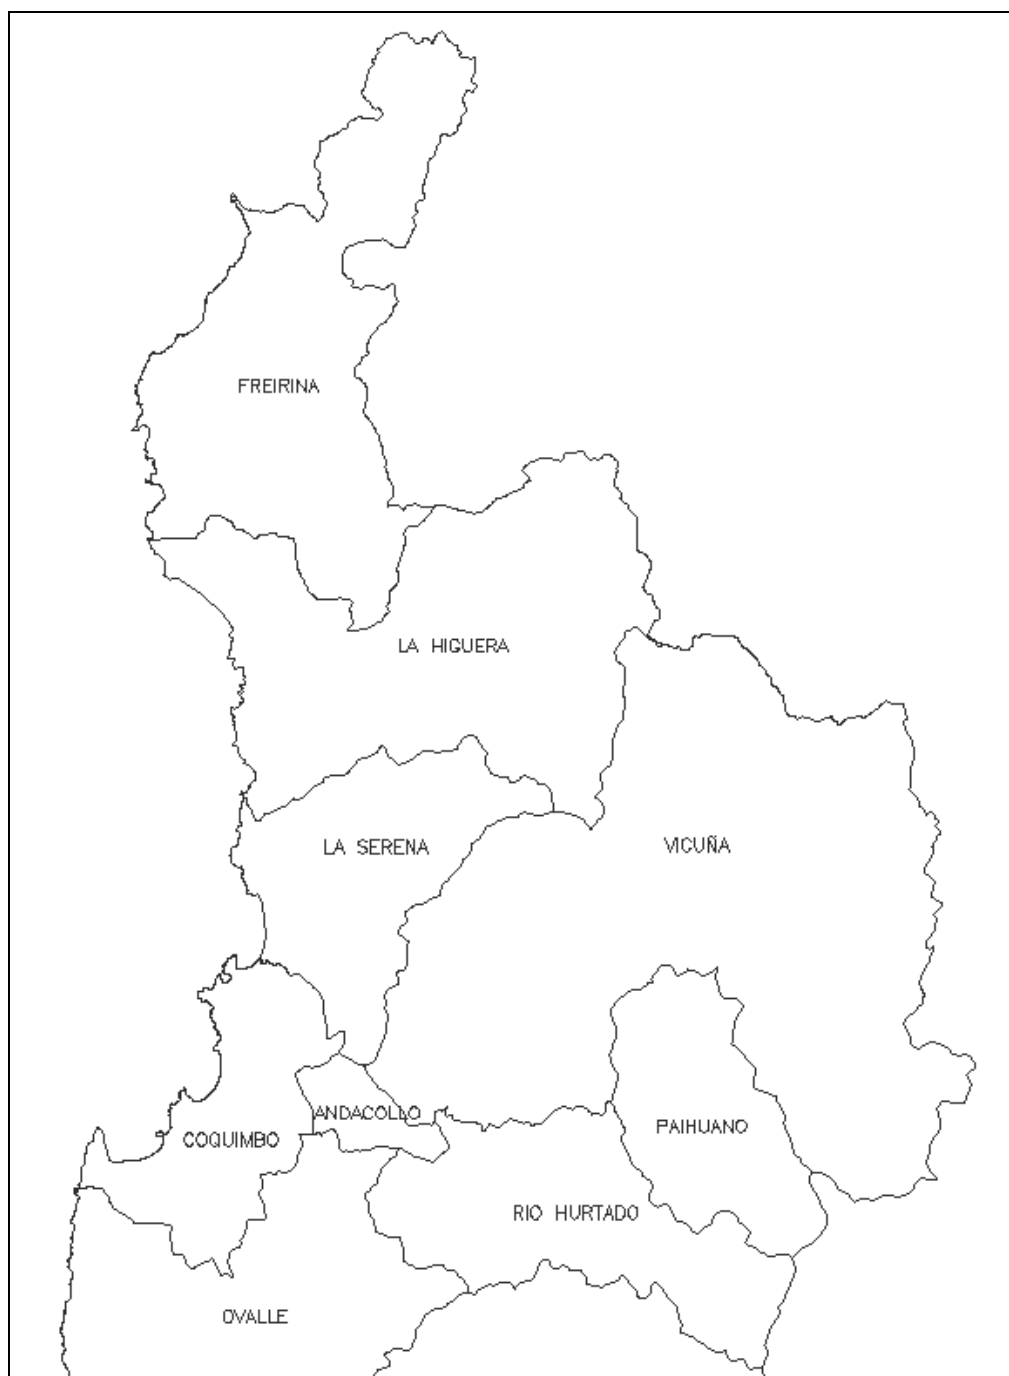 FREIRINA
LA HIGUERA
LA SERENA
VICUÑA
ANDACOLLO
PAIHUANO
COQUIMBO
RIO HURTADO
OVALLE